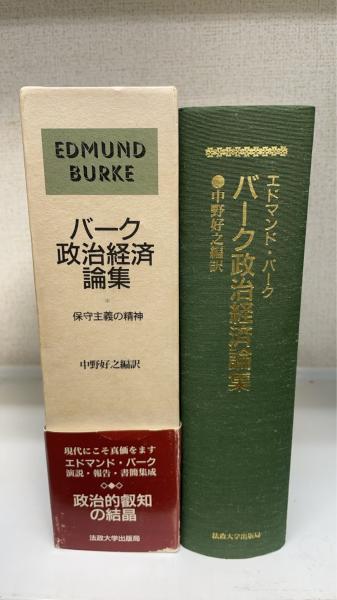 EDMUND
BURKE
バーク
政治経済
論集
*
保守主義の精神
中野好之編訳
現代にこそ真価をます
エドマンド・バーク
演説・報告・書簡集成
政治的叡知
の結晶
法政大学出版局
エドマンド・バーク
バーク政治経済論集
●中野好之編訳
法政大学出版局